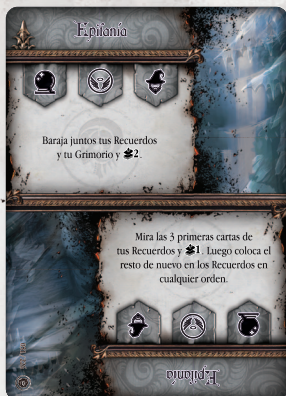 Epifanía
Baraja juntos tus Recuerdos
y tu Grimorio y 2.
Mira las 3 primeras cartas de
tus Recuerdos y 1. Luego coloca el
resto de nuevo en los Recuerdos en
cualquier orden.
Epifanía